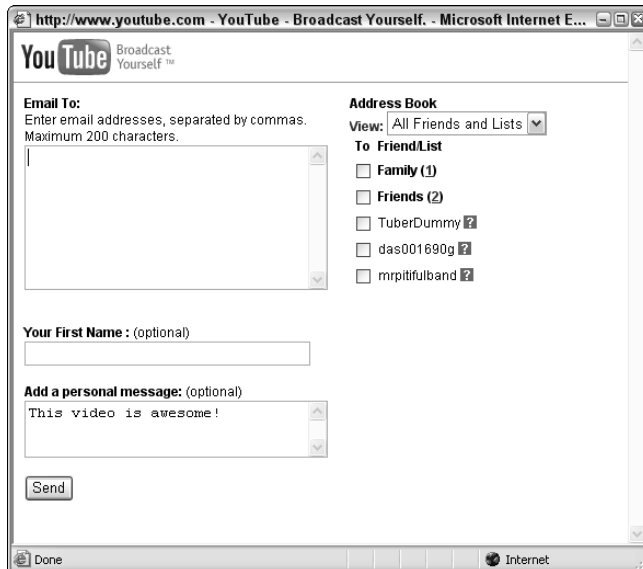 http://www.youtube.com - YouTube - Broadcast Yourself. - Microsoft Internet E...
YouTube Broadcast
Yourself ™
Email To:
Enter email addresses, separated by commas.
Maximum 200 characters.
Your First Name : (optional)
Add a personal message: (optional)
This video is awesome!
Send
Address Book
View: All Friends and Lists
To Friend/List
Family (1)
Friends (2)
TuberDummy ?
das001690g ?
mrpitifulband ?
Done
Internet